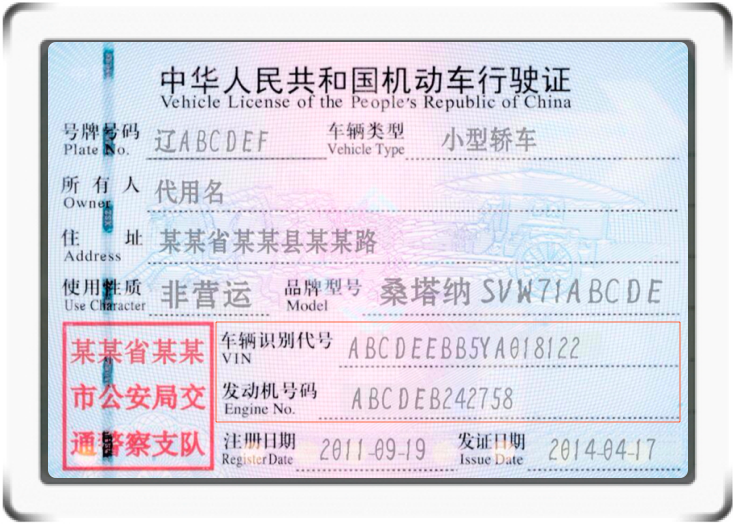 中华人民共和国机动车行驶证
Vehicle License of the People's Republic of China
号牌号码 辽ABCDEF 车辆类型 小型轿车
Plate No. Vehicle Type
所有人 代用名
Owner
住址 某某省某某县某某路
Address
使用性质 非营运 品牌型号 桑塔纳 SVW71ABCDE
Use Character Model
某某省某某 车辆识别代号 ABCDEEBB5YA018122
VIN
市公安局交 发动机号码 ABCDEB242758
Engine No.
通警察支队 注册日期 2011-09-19 发证日期 2014-04-17
Register Date Issue Date